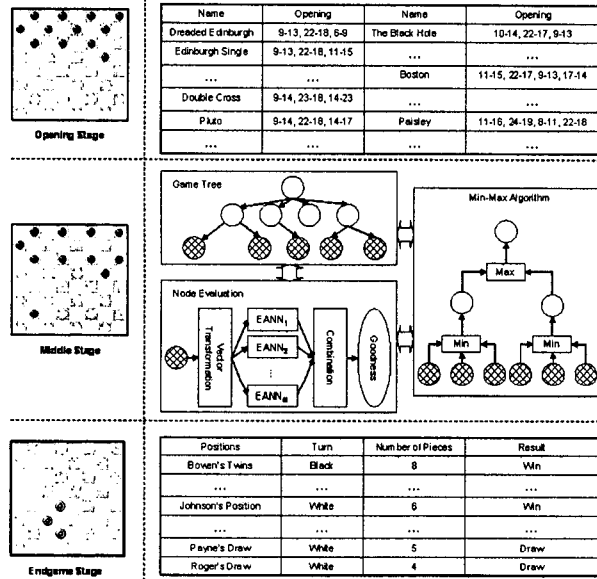 Name Opening Name Opening
Dreaded Edinburgh 9-13, 22-18, 6-9 The Black Hole 10-14, 22-17, 9-13
Edinburgh Single 9-13, 22-18, 11-15 ... ...
... ... Boston 11-15, 22-17, 9-13, 17-14
Double Cross 9-14, 23-18, 14-23 ... ...
Pluto 9-14, 22-18, 14-17 Paisley 11-16, 24-19, 8-11, 22-18
... ... ... ...
Opening Stage
Game Tree
Min-Max Algorithm
Max
Min Min
Node Evaluation
Vector Transformation
EANN1
EANN2
⋮
Combination
Goodness
Middle Stage
Positions Turn Number of Pieces Result
Bowen's Twins Black 8 Win
... ... ... ...
Johnson's Position White 6 Win
... ... ... ...
Payne's Draw White 5 Draw
Roger's Draw White 4 Draw
Endgame Stage